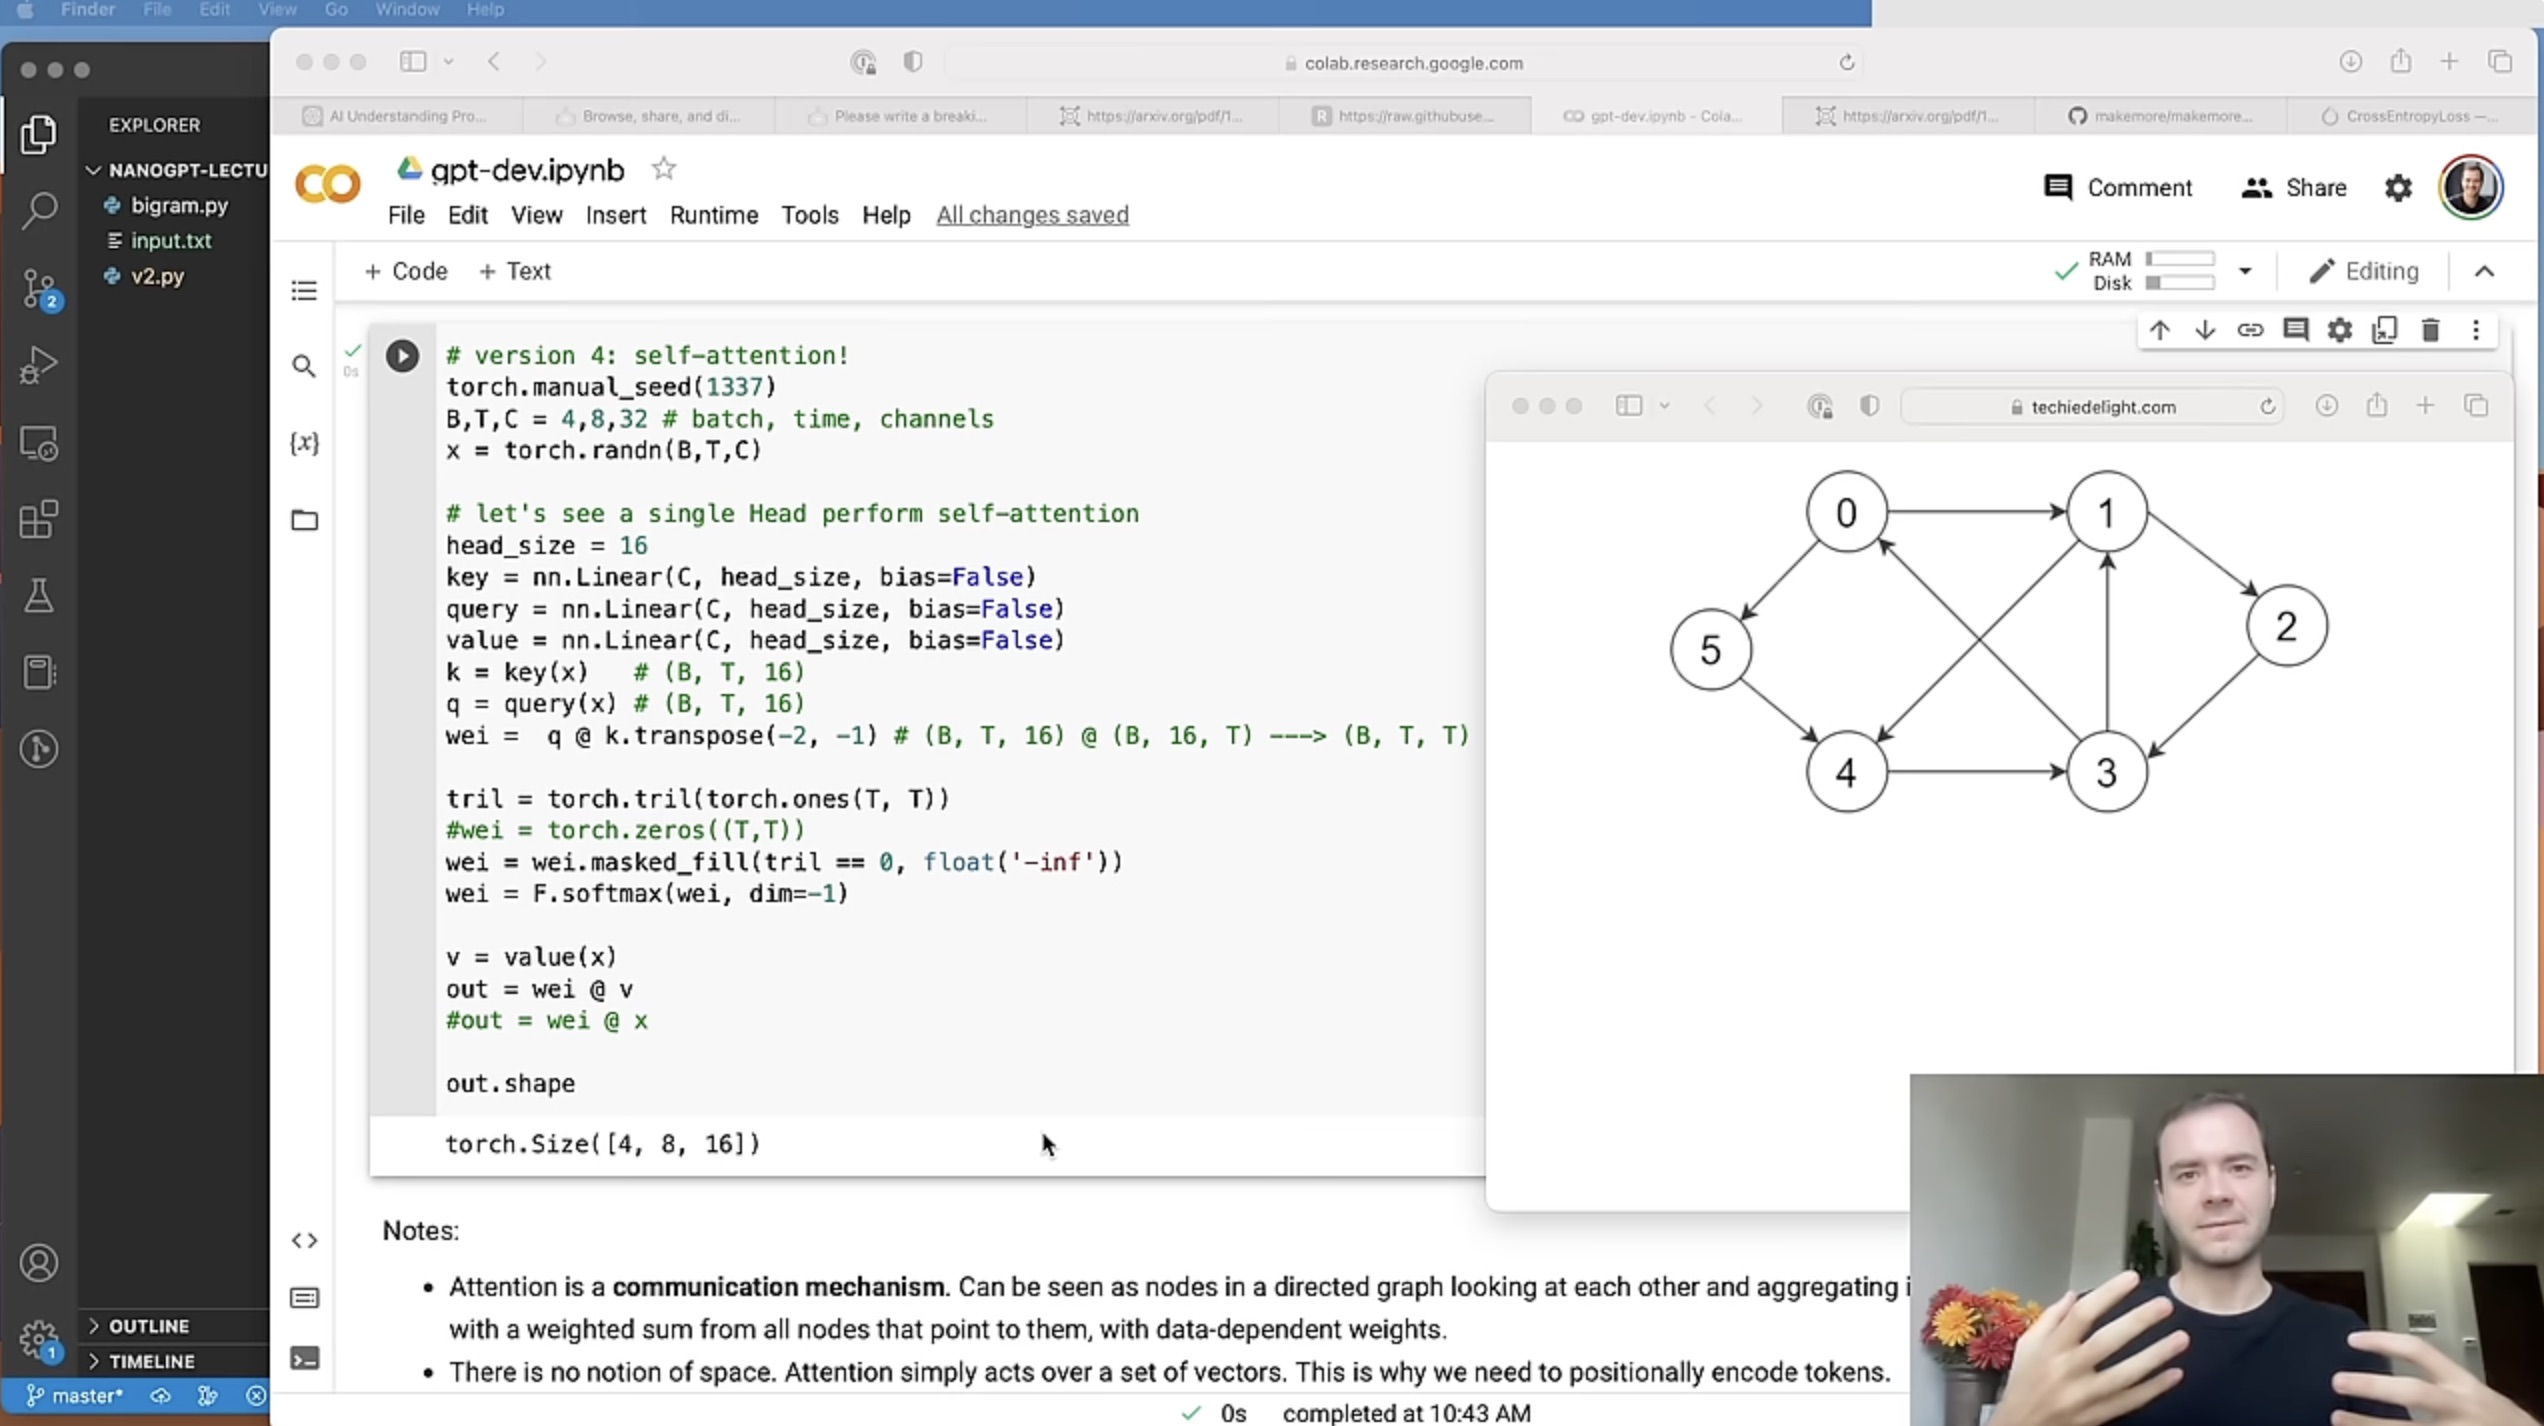 Finder File Edit View Go Window Help
colab.research.google.com
AI Understanding Pro...
Browse, share, and di...
Please write a breaki...
https://arxiv.org/pdf/1...
https://raw.githubuse...
gpt-dev.ipynb - Cola...
https://arxiv.org/pdf/1...
makemore/makemore...
CrossEntropyLoss —...
EXPLORER
NANOGPT-LECTU
bigram.py
input.txt
v2.py
2
gpt-dev.ipynb
Comment
Share
File Edit View Insert Runtime Tools Help All changes saved
+ Code + Text
RAM
Disk
Editing
{x}
0s
# version 4: self-attention!
torch.manual_seed(1337)
B,T,C = 4,8,32 # batch, time, channels
x = torch.randn(B,T,C)
# let's see a single Head perform self-attention
head_size = 16
key = nn.Linear(C, head_size, bias=False)
query = nn.Linear(C, head_size, bias=False)
value = nn.Linear(C, head_size, bias=False)
k = key(x)   # (B, T, 16)
q = query(x) # (B, T, 16)
wei =  q @ k.transpose(-2, -1) # (B, T, 16) @ (B, 16, T) ---> (B, T, T)
tril = torch.tril(torch.ones(T, T))
#wei = torch.zeros((T,T))
wei = wei.masked_fill(tril == 0, float('-inf'))
wei = F.softmax(wei, dim=-1)
v = value(x)
out = wei @ v
#out = wei @ x
out.shape
torch.Size([4, 8, 16])
techiedelight.com
0
1
2
5
4
3
Notes:
• Attention is a communication mechanism. Can be seen as nodes in a directed graph looking at each other and aggregating
with a weighted sum from all nodes that point to them, with data-dependent weights.
• There is no notion of space. Attention simply acts over a set of vectors. This is why we need to positionally encode tokens.
OUTLINE
1
TIMELINE
master*
0s completed at 10:43 AM